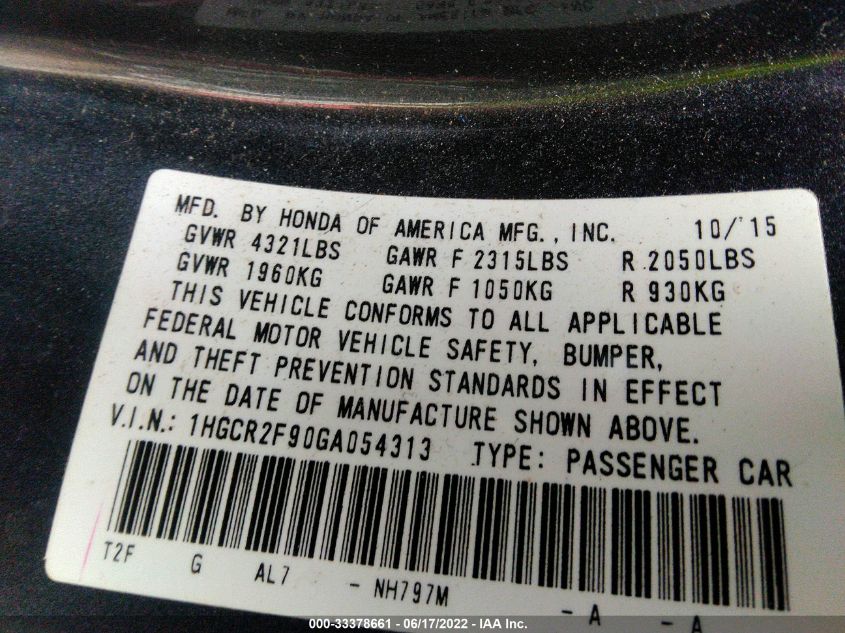 MFD. BY HONDA OF AMERICA MFG., INC. 10/15
GVWR 4321LBS GAWR F 2315LBS R 2050LBS
GVWR 1960KG GAWR F 1050KG R 930KG
THIS VEHICLE CONFORMS TO ALL APPLICABLE
FEDERAL MOTOR VEHICLE SAFETY, BUMPER,
AND THEFT PREVENTION STANDARDS IN EFFECT
ON THE DATE OF MANUFACTURE SHOWN ABOVE.
V.I.N.: 1HGCR2F90GA054313 TYPE: PASSENGER CAR
T2F G AL7 - NH797M - A - A
000-33378661 - 06/17/2022 - IAA Inc.